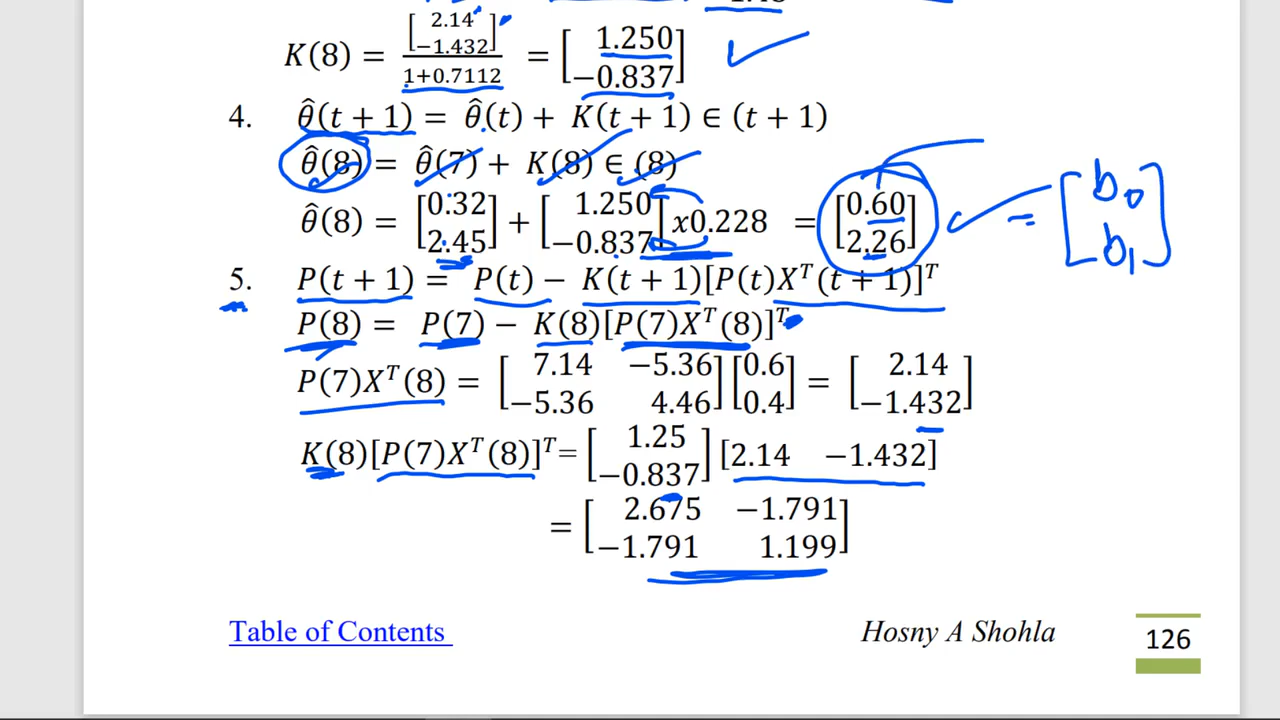 K(8) = [2.14 −1.432] / 1+0.7112 = [1.250 −0.837]
4. θ̂(t + 1) = θ̂(t) + K(t + 1) ∈ (t + 1)
θ̂(8) = θ̂(7) + K(8) ∈ (8)
θ̂(8) = [0.32 2.45] + [1.250 −0.837] x0.228 = [0.60 2.26] = [b₀ b₁]
5. P(t + 1) = P(t) − K(t + 1)[P(t)Xᵀ(t + 1)]ᵀ
P(8) = P(7) − K(8)[P(7)Xᵀ(8)]ᵀ
P(7)Xᵀ(8) = [7.14 −5.36 −5.36 4.46] [0.6 0.4] = [2.14 −1.432]
K(8)[P(7)Xᵀ(8)]ᵀ= [1.25 −0.837] [2.14 −1.432]
= [2.675 −1.791 −1.791 1.199]
Table of Contents Hosny A Shohla 126